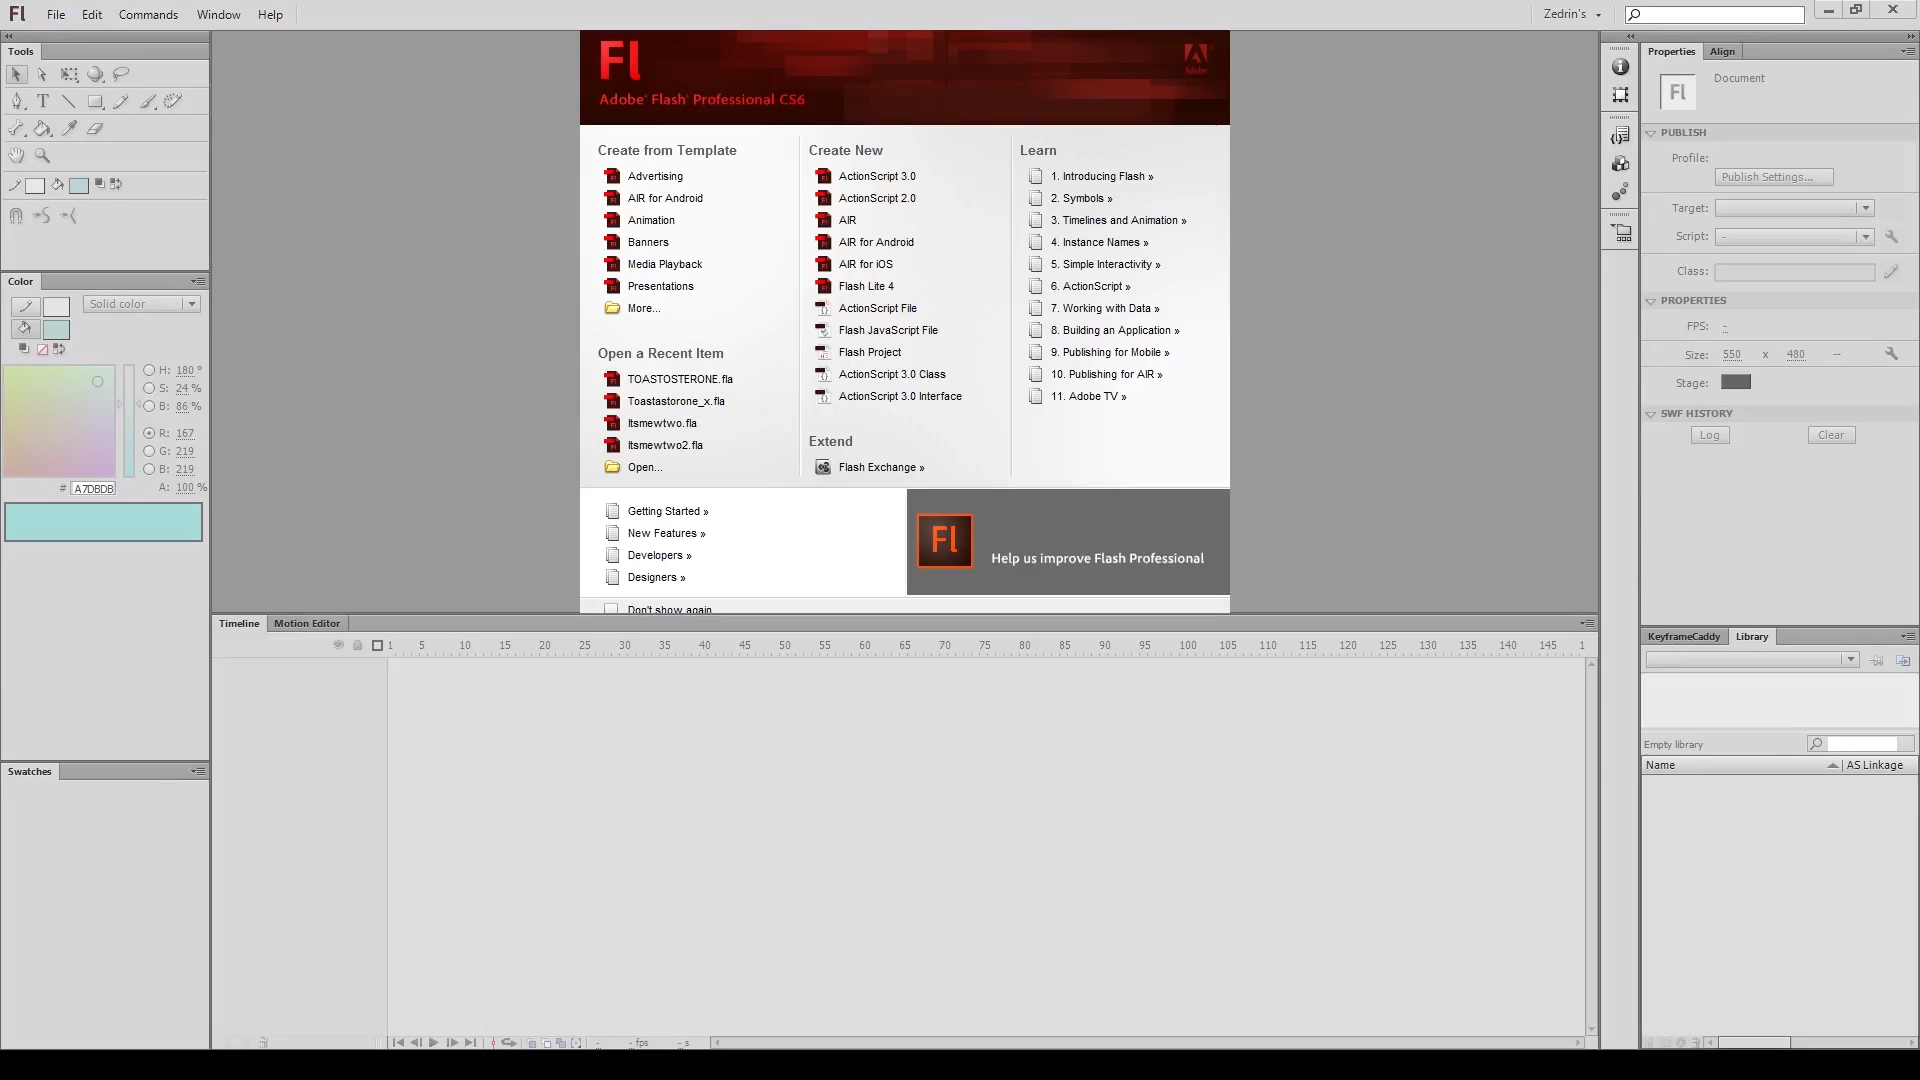 Fl File Edit Commands Window Help Zedrin's
Tools
Color
Solid color
H: 180 °
S: 24 %
B: 86 %
R: 167
G: 219
B: 219
# A7DBDB A: 100 %
Swatches
Fl
Adobe
Adobe® Flash® Professional CS6
Create from Template
Advertising
AIR for Android
Animation
Banners
Media Playback
Presentations
More...
Open a Recent Item
TOASTOSTERONE.fla
Toastastorone_x.fla
Itsmewtwo.fla
Itsmewtwo2.fla
Open...
Create New
ActionScript 3.0
ActionScript 2.0
AIR
AIR for Android
AIR for iOS
Flash Lite 4
ActionScript File
Flash JavaScript File
Flash Project
ActionScript 3.0 Class
ActionScript 3.0 Interface
Extend
Flash Exchange »
Learn
1. Introducing Flash »
2. Symbols »
3. Timelines and Animation »
4. Instance Names »
5. Simple Interactivity »
6. ActionScript »
7. Working with Data »
8. Building an Application »
9. Publishing for Mobile »
10. Publishing for AIR »
11. Adobe TV »
Getting Started »
New Features »
Developers »
Designers »
Fl
Help us improve Flash Professional
Don't show again
Timeline Motion Editor
1 5 10 15 20 25 30 35 40 45 50 55 60 65 70 75 80 85 90 95 100 105 110 115 120 125 130 135 140 145 1
- - fps - s
Properties Align
Fl Document
PUBLISH
Profile:
Publish Settings...
Target:
Script: -
Class:
PROPERTIES
FPS: -
Size: 550 x 480 --
Stage:
SWF HISTORY
Log Clear
KeyframeCaddy Library
Empty library
Name AS Linkage